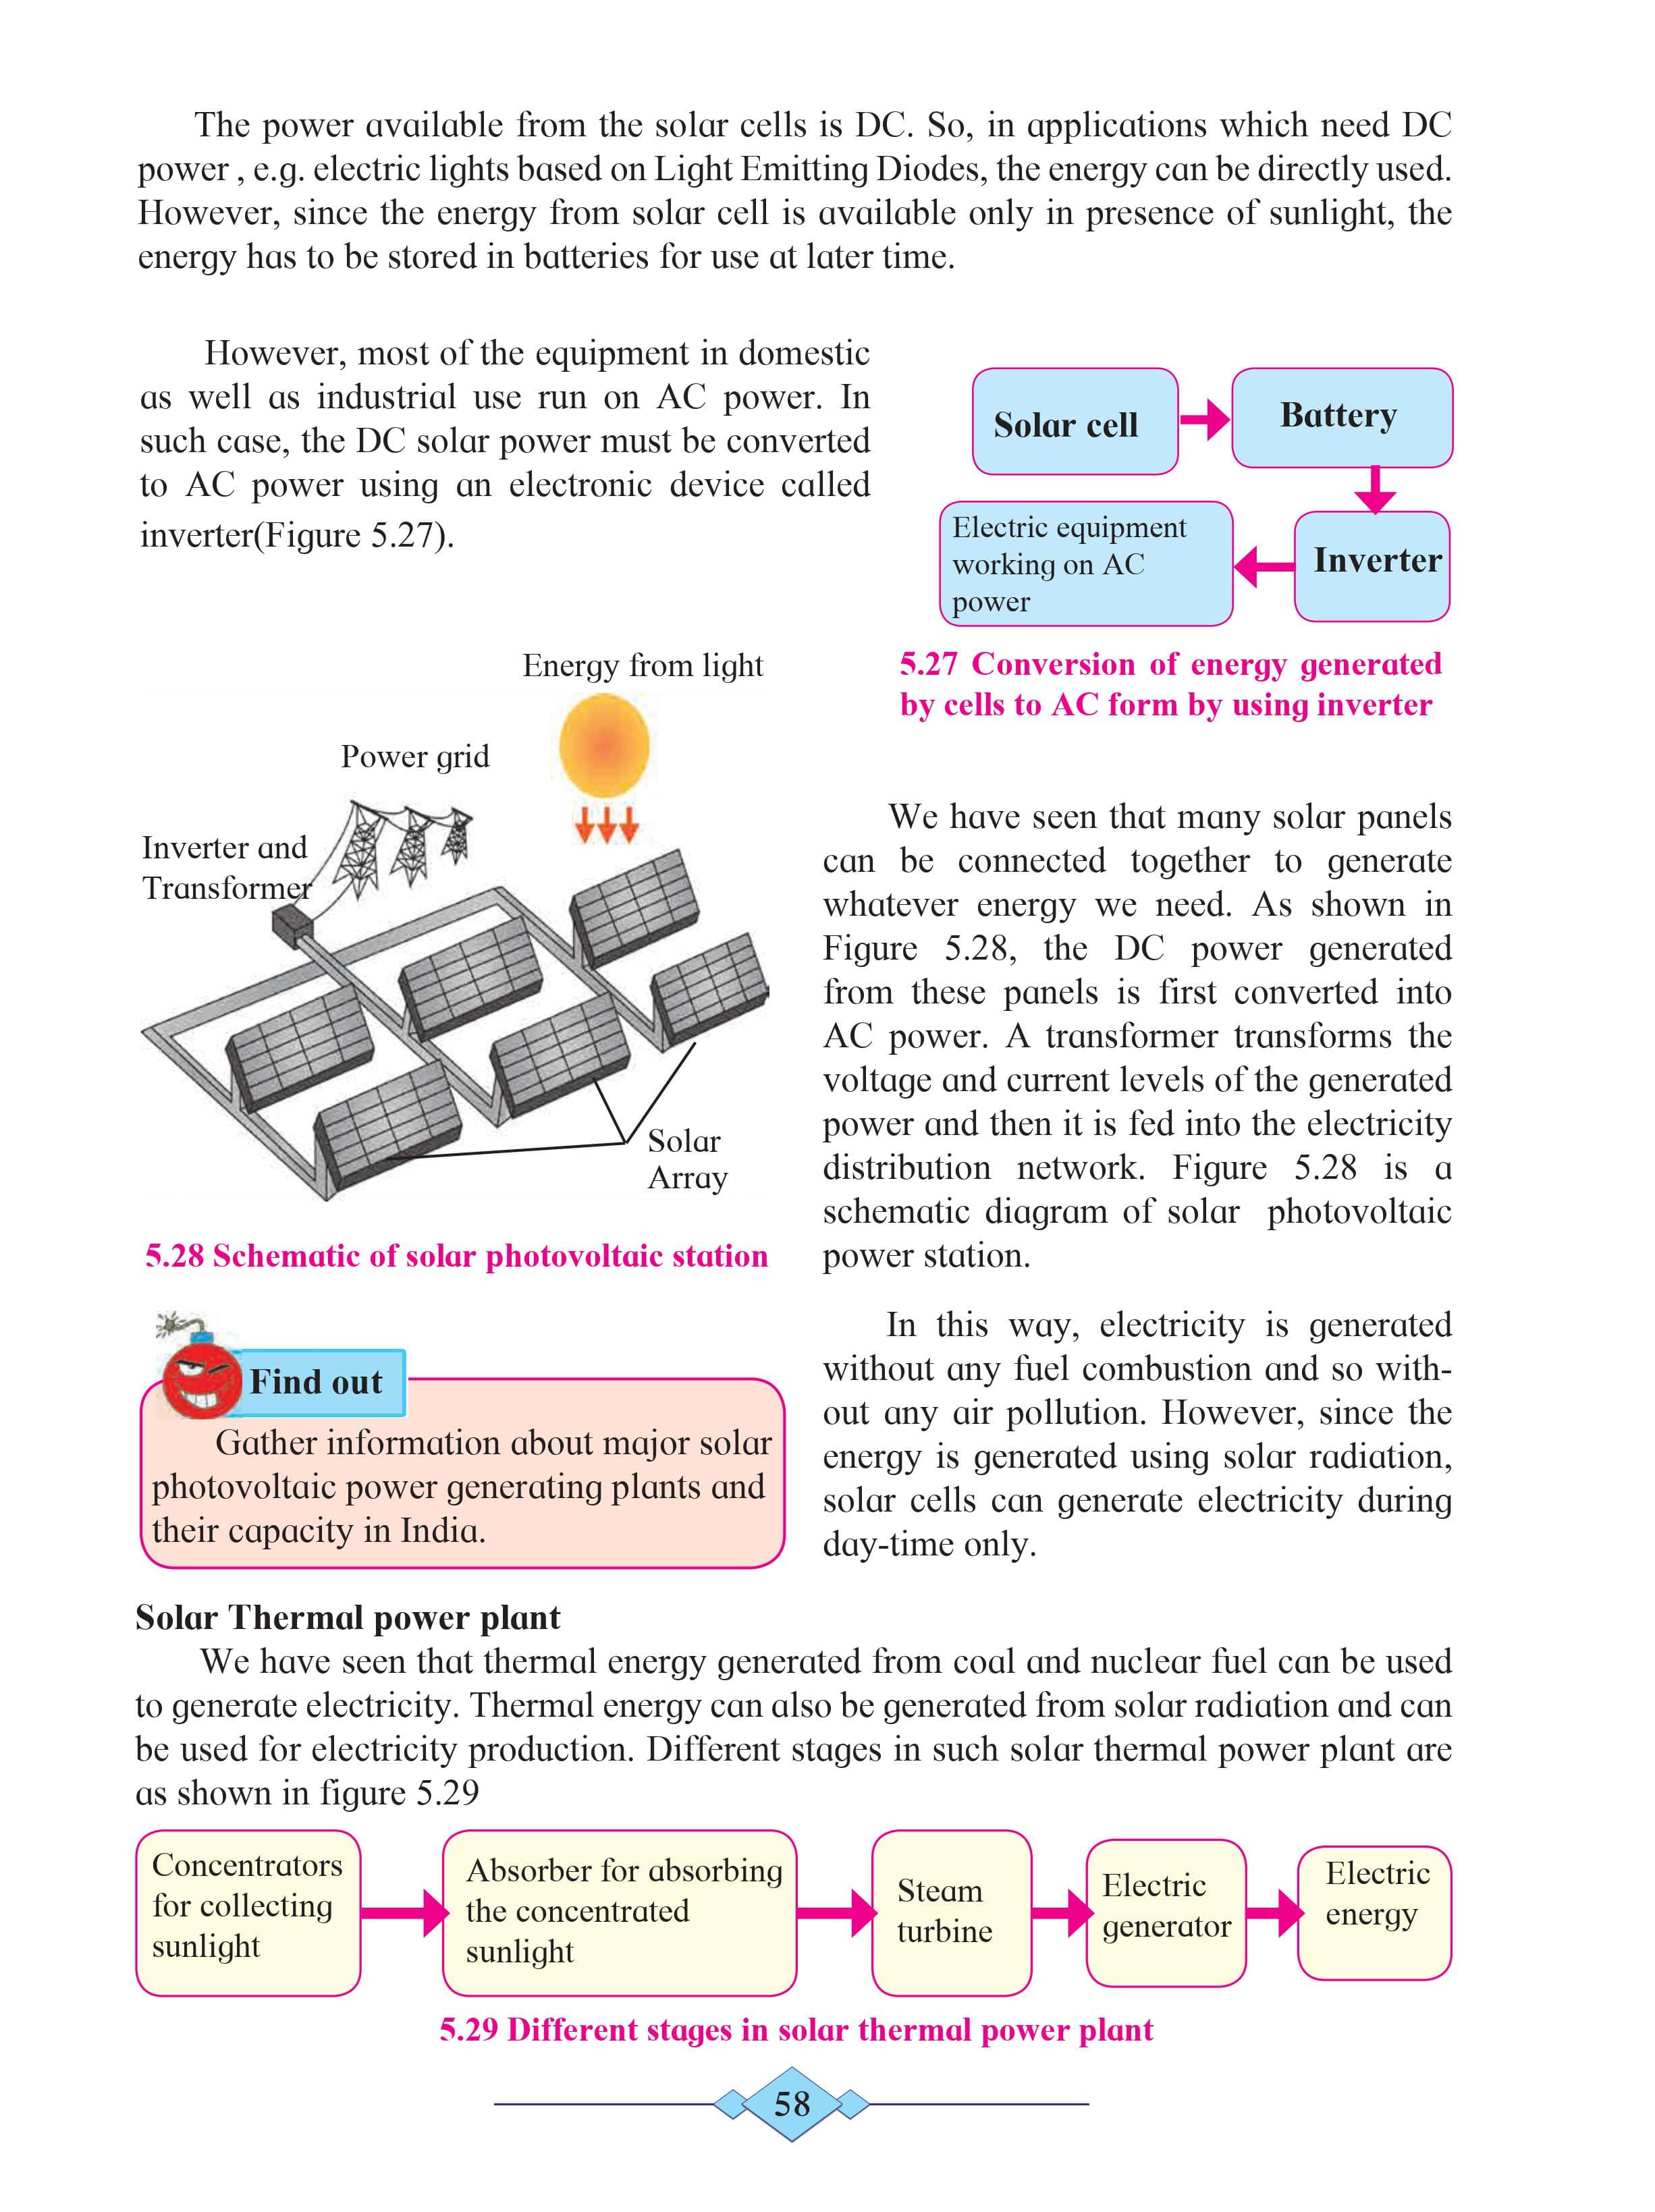 The power available from the solar cells is DC. So, in applications which need DC
power , e.g. electric lights based on Light Emitting Diodes, the energy can be directly used.
However, since the energy from solar cell is available only in presence of sunlight, the
energy has to be stored in batteries for use at later time.
However, most of the equipment in domestic
as well as industrial use run on AC power. In
such case, the DC solar power must be converted
to AC power using an electronic device called
inverter(Figure 5.27).
Solar cell
Battery
Inverter
Electric equipment
working on AC
power
5.27 Conversion of energy generated
by cells to AC form by using inverter
Energy from light
Power grid
Inverter and
Transformer
Solar
Array
5.28 Schematic of solar photovoltaic station
We have seen that many solar panels
can be connected together to generate
whatever energy we need. As shown in
Figure 5.28, the DC power generated
from these panels is first converted into
AC power. A transformer transforms the
voltage and current levels of the generated
power and then it is fed into the electricity
distribution network. Figure 5.28 is a
schematic diagram of solar photovoltaic
power station.
Find out
Gather information about major solar
photovoltaic power generating plants and
their capacity in India.
In this way, electricity is generated
without any fuel combustion and so with-
out any air pollution. However, since the
energy is generated using solar radiation,
solar cells can generate electricity during
day-time only.
Solar Thermal power plant
We have seen that thermal energy generated from coal and nuclear fuel can be used
to generate electricity. Thermal energy can also be generated from solar radiation and can
be used for electricity production. Different stages in such solar thermal power plant are
as shown in figure 5.29
Concentrators
for collecting
sunlight
Absorber for absorbing
the concentrated
sunlight
Steam
turbine
Electric
generator
Electric
energy
5.29 Different stages in solar thermal power plant
58